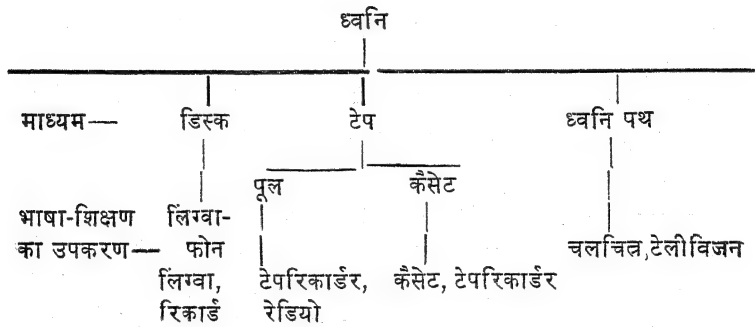 ध्वनि
माध्यम— डिस्क टेप ध्वनि पथ
पूल कैसेट
भाषा-शिक्षण लिंग्वा-
का उपकरण— फोन चलचित्र,टेलीविजन
लिंग्वा, टेपरिकार्डर, कैसेट, टेपरिकार्डर
रिकार्ड रेडियो